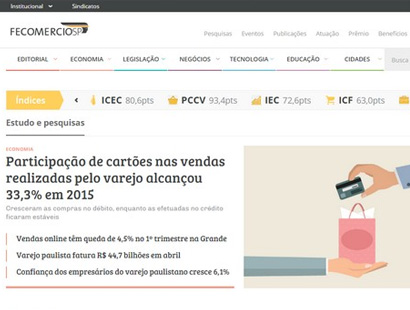 Institucional
Sindicatos
FECOMERCIOSP
Pesquisas Eventos Publicações Atuação Prêmio Benefícios
EDITORIAL ECONOMIA LEGISLAÇÃO NEGÓCIOS TECNOLOGIA EDUCAÇÃO CIDADES Busca
Índices ICEC 80,6pts PCCV 93,4pts IEC 72,6pts ICF 63,0pts
Estudo e pesquisas
ECONOMIA
Participação de cartões nas vendas
realizadas pelo varejo alcançou
33,3% em 2015
Cresceram as compras no débito, enquanto as efetuadas no crédito
ficaram estáveis
Vendas online têm queda de 4,5% no 1º trimestre na Grande
Varejo paulista fatura R$ 44,7 bilhões em abril
Confiança dos empresários do varejo paulistano cresce 6,1%